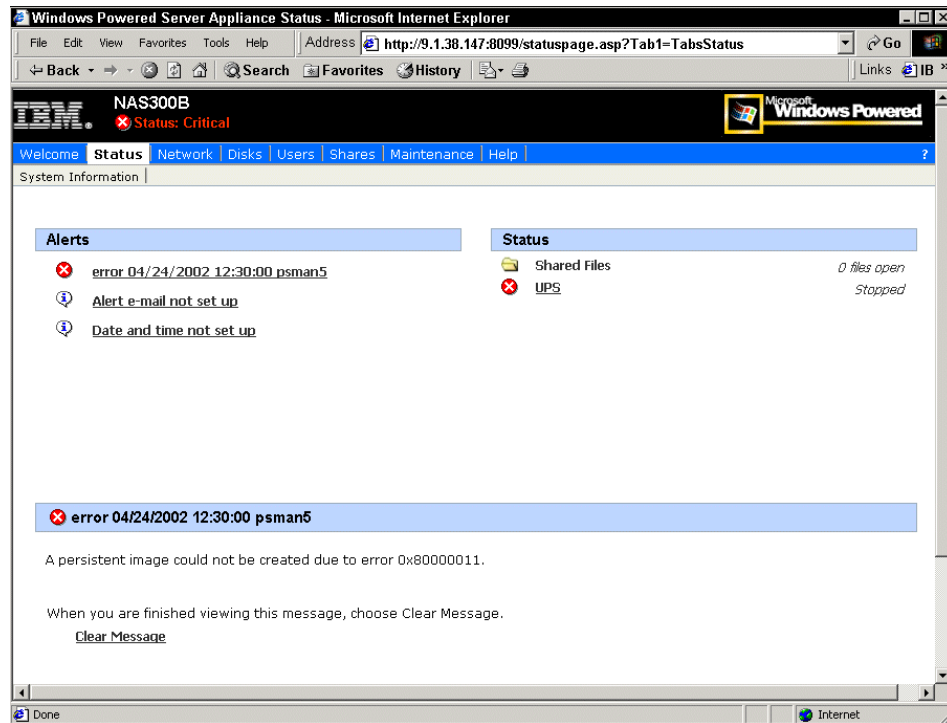 Windows Powered Server Appliance Status - Microsoft Internet Explorer
File Edit View Favorites Tools Help Address http://9.1.38.147:8099/statuspage.asp?Tab1=TabsStatus Go
Back Search Favorites History Links IB »
IBM. NAS300B Microsoft Windows Powered
Status: Critical
Welcome Status Network Disks Users Shares Maintenance Help ?
System Information
Alerts
error 04/24/2002 12:30:00 psman5
Alert e-mail not set up
Date and time not set up
Status
Shared Files 0 files open
UPS Stopped
error 04/24/2002 12:30:00 psman5
A persistent image could not be created due to error 0x80000011.
When you are finished viewing this message, choose Clear Message.
Clear Message
Done Internet